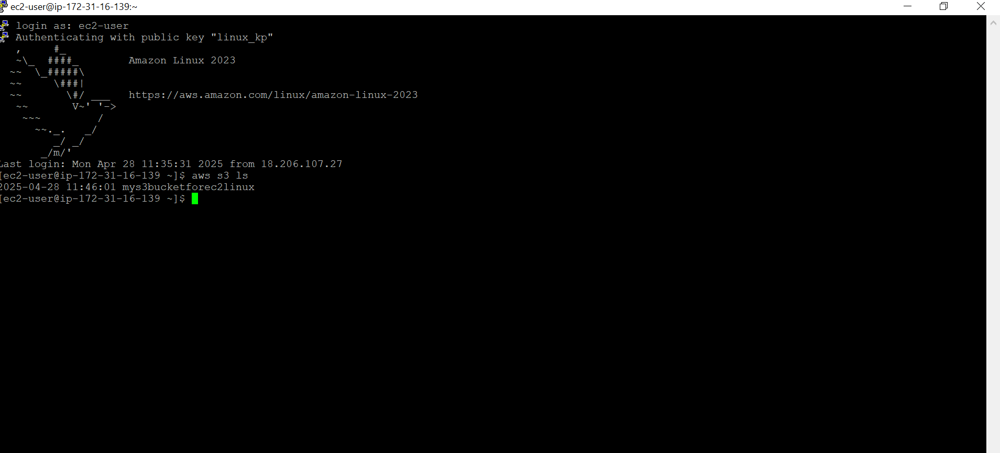 ec2-user@ip-172-31-16-139:~
login as: ec2-user
Authenticating with public key "linux_kp"
   ,     #_
   ~\_  ####_        Amazon Linux 2023
  ~~  \_#####\
  ~~     \###|
  ~~       \#/ ___   https://aws.amazon.com/linux/amazon-linux-2023
   ~~       V~' '->
    ~~~         /
      ~~._.   _/
         _/ _/
       _/m/'
Last login: Mon Apr 28 11:35:31 2025 from 18.206.107.27
[ec2-user@ip-172-31-16-139 ~]$ aws s3 ls
2025-04-28 11:46:01 mys3bucketforec2linux
[ec2-user@ip-172-31-16-139 ~]$